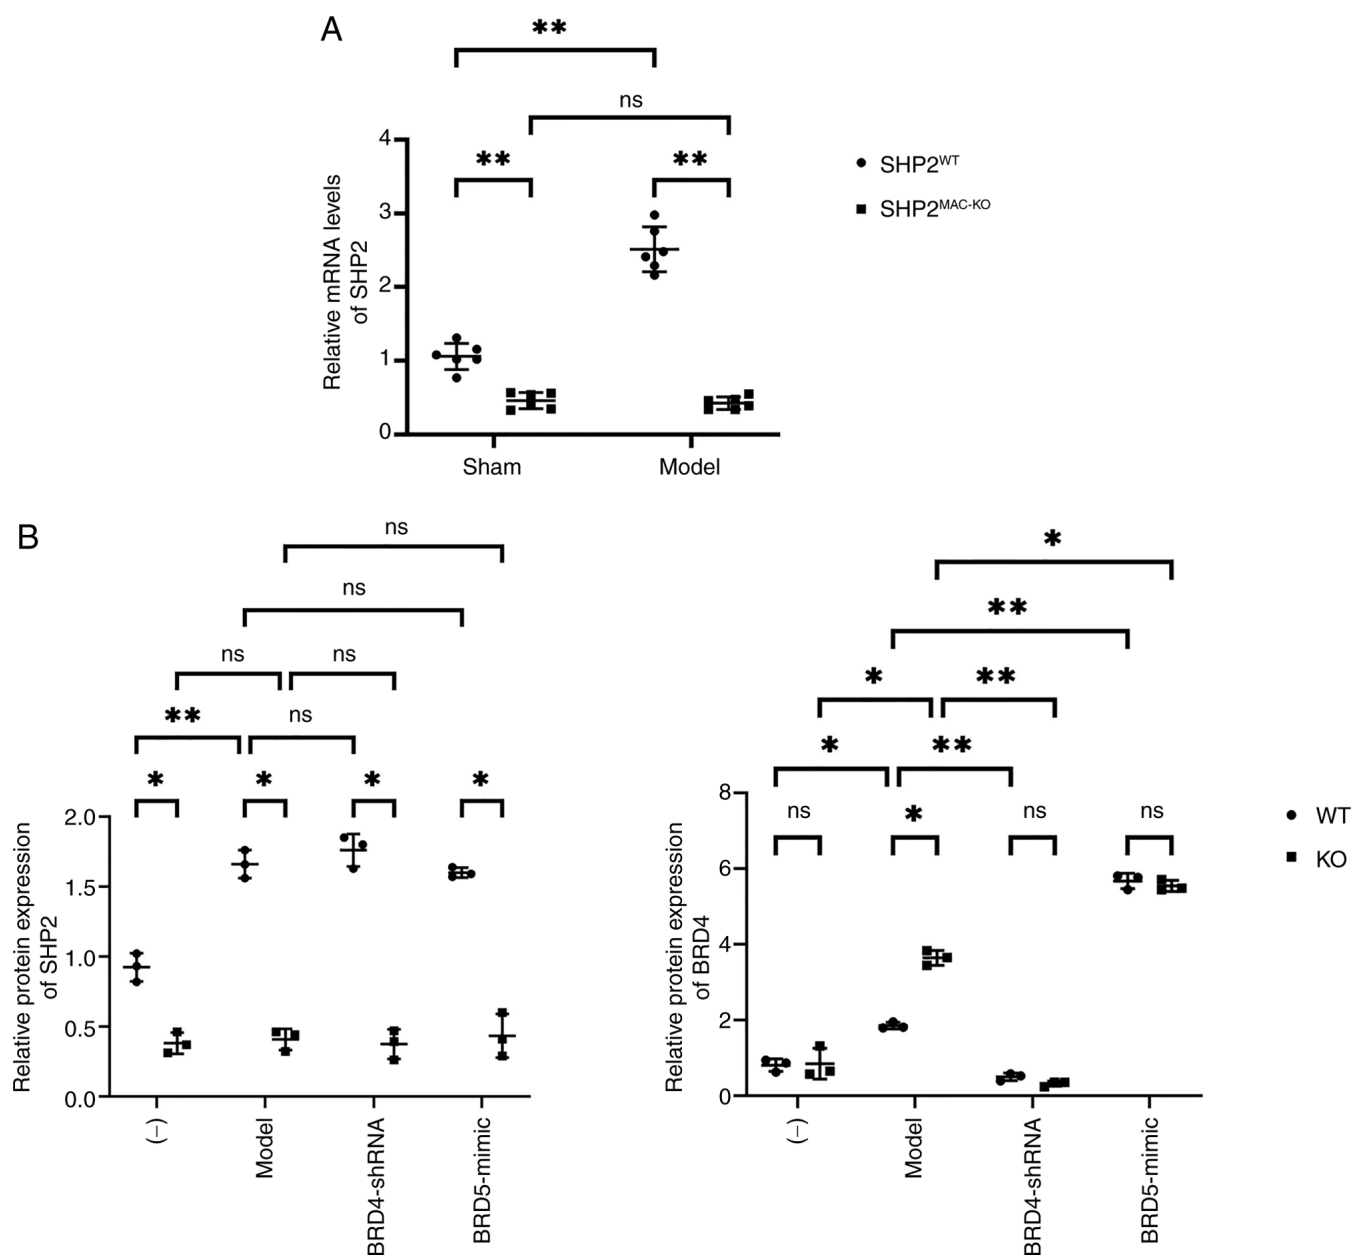 A
**
ns
** **
4
3
2
1
0
Relative mRNA levels
of SHP2
Sham Model
SHP2WT
SHP2MAC-KO
B
ns
ns
ns ns
** ns
* * * *
2.0
1.5
1.0
0.5
0.0
Relative protein expression
of SHP2
(–) Model BRD4-shRNA BRD5-mimic
*
**
* **
* **
ns * ns ns
8
6
4
2
0
Relative protein expression
of BRD4
(–) Model BRD4-shRNA BRD5-mimic
WT
KO